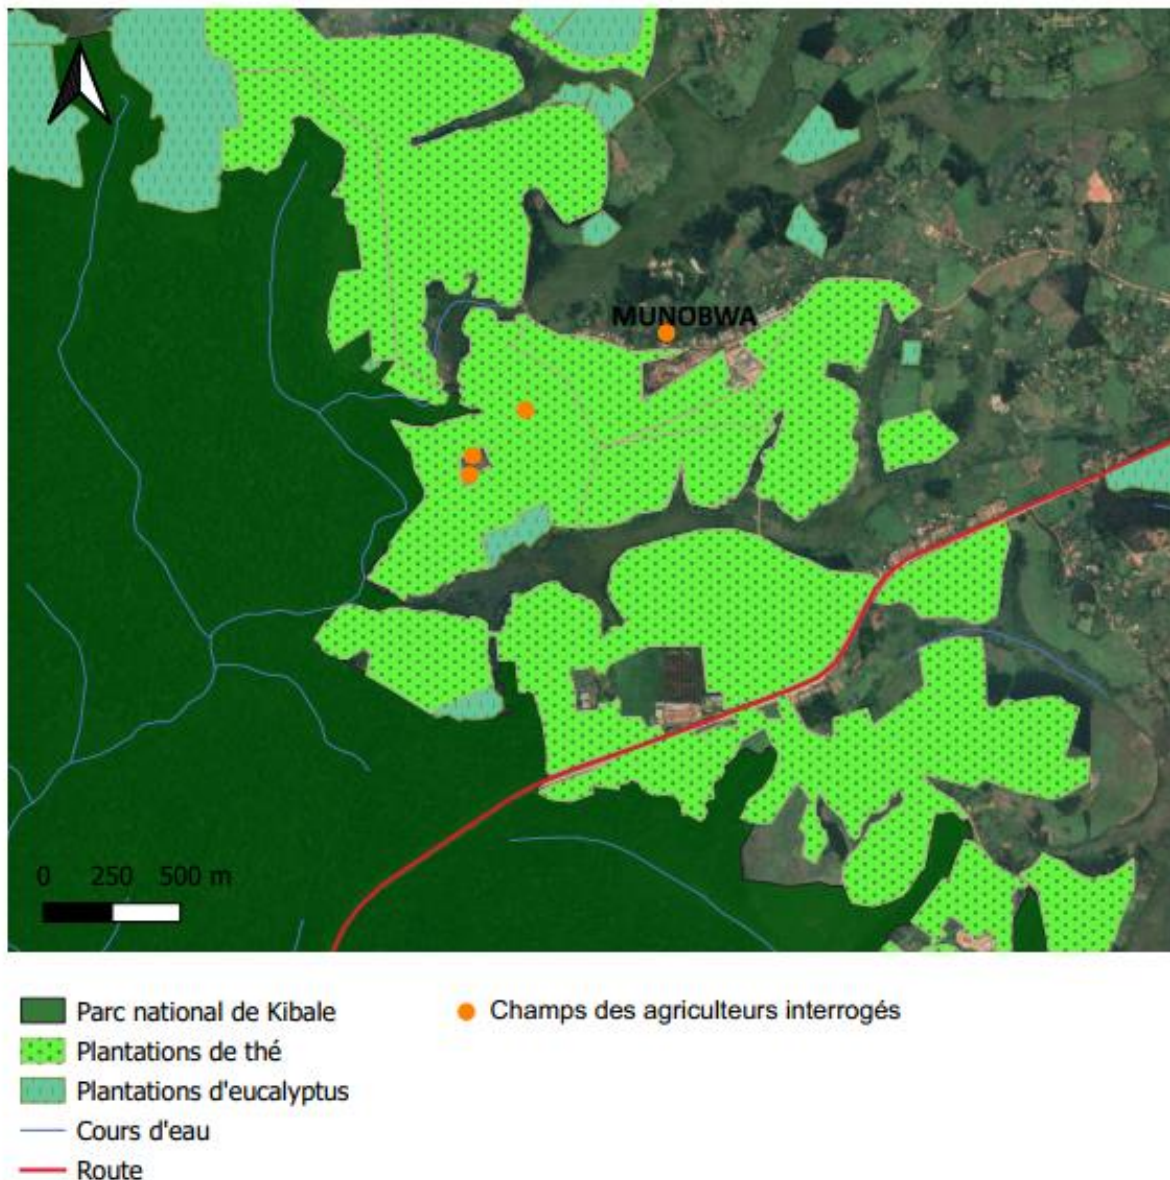 MUNOBWA
0 250 500 m
Parc national de Kibale
Champs des agriculteurs interrogés
Plantations de thé
Plantations d'eucalyptus
Cours d'eau
Route